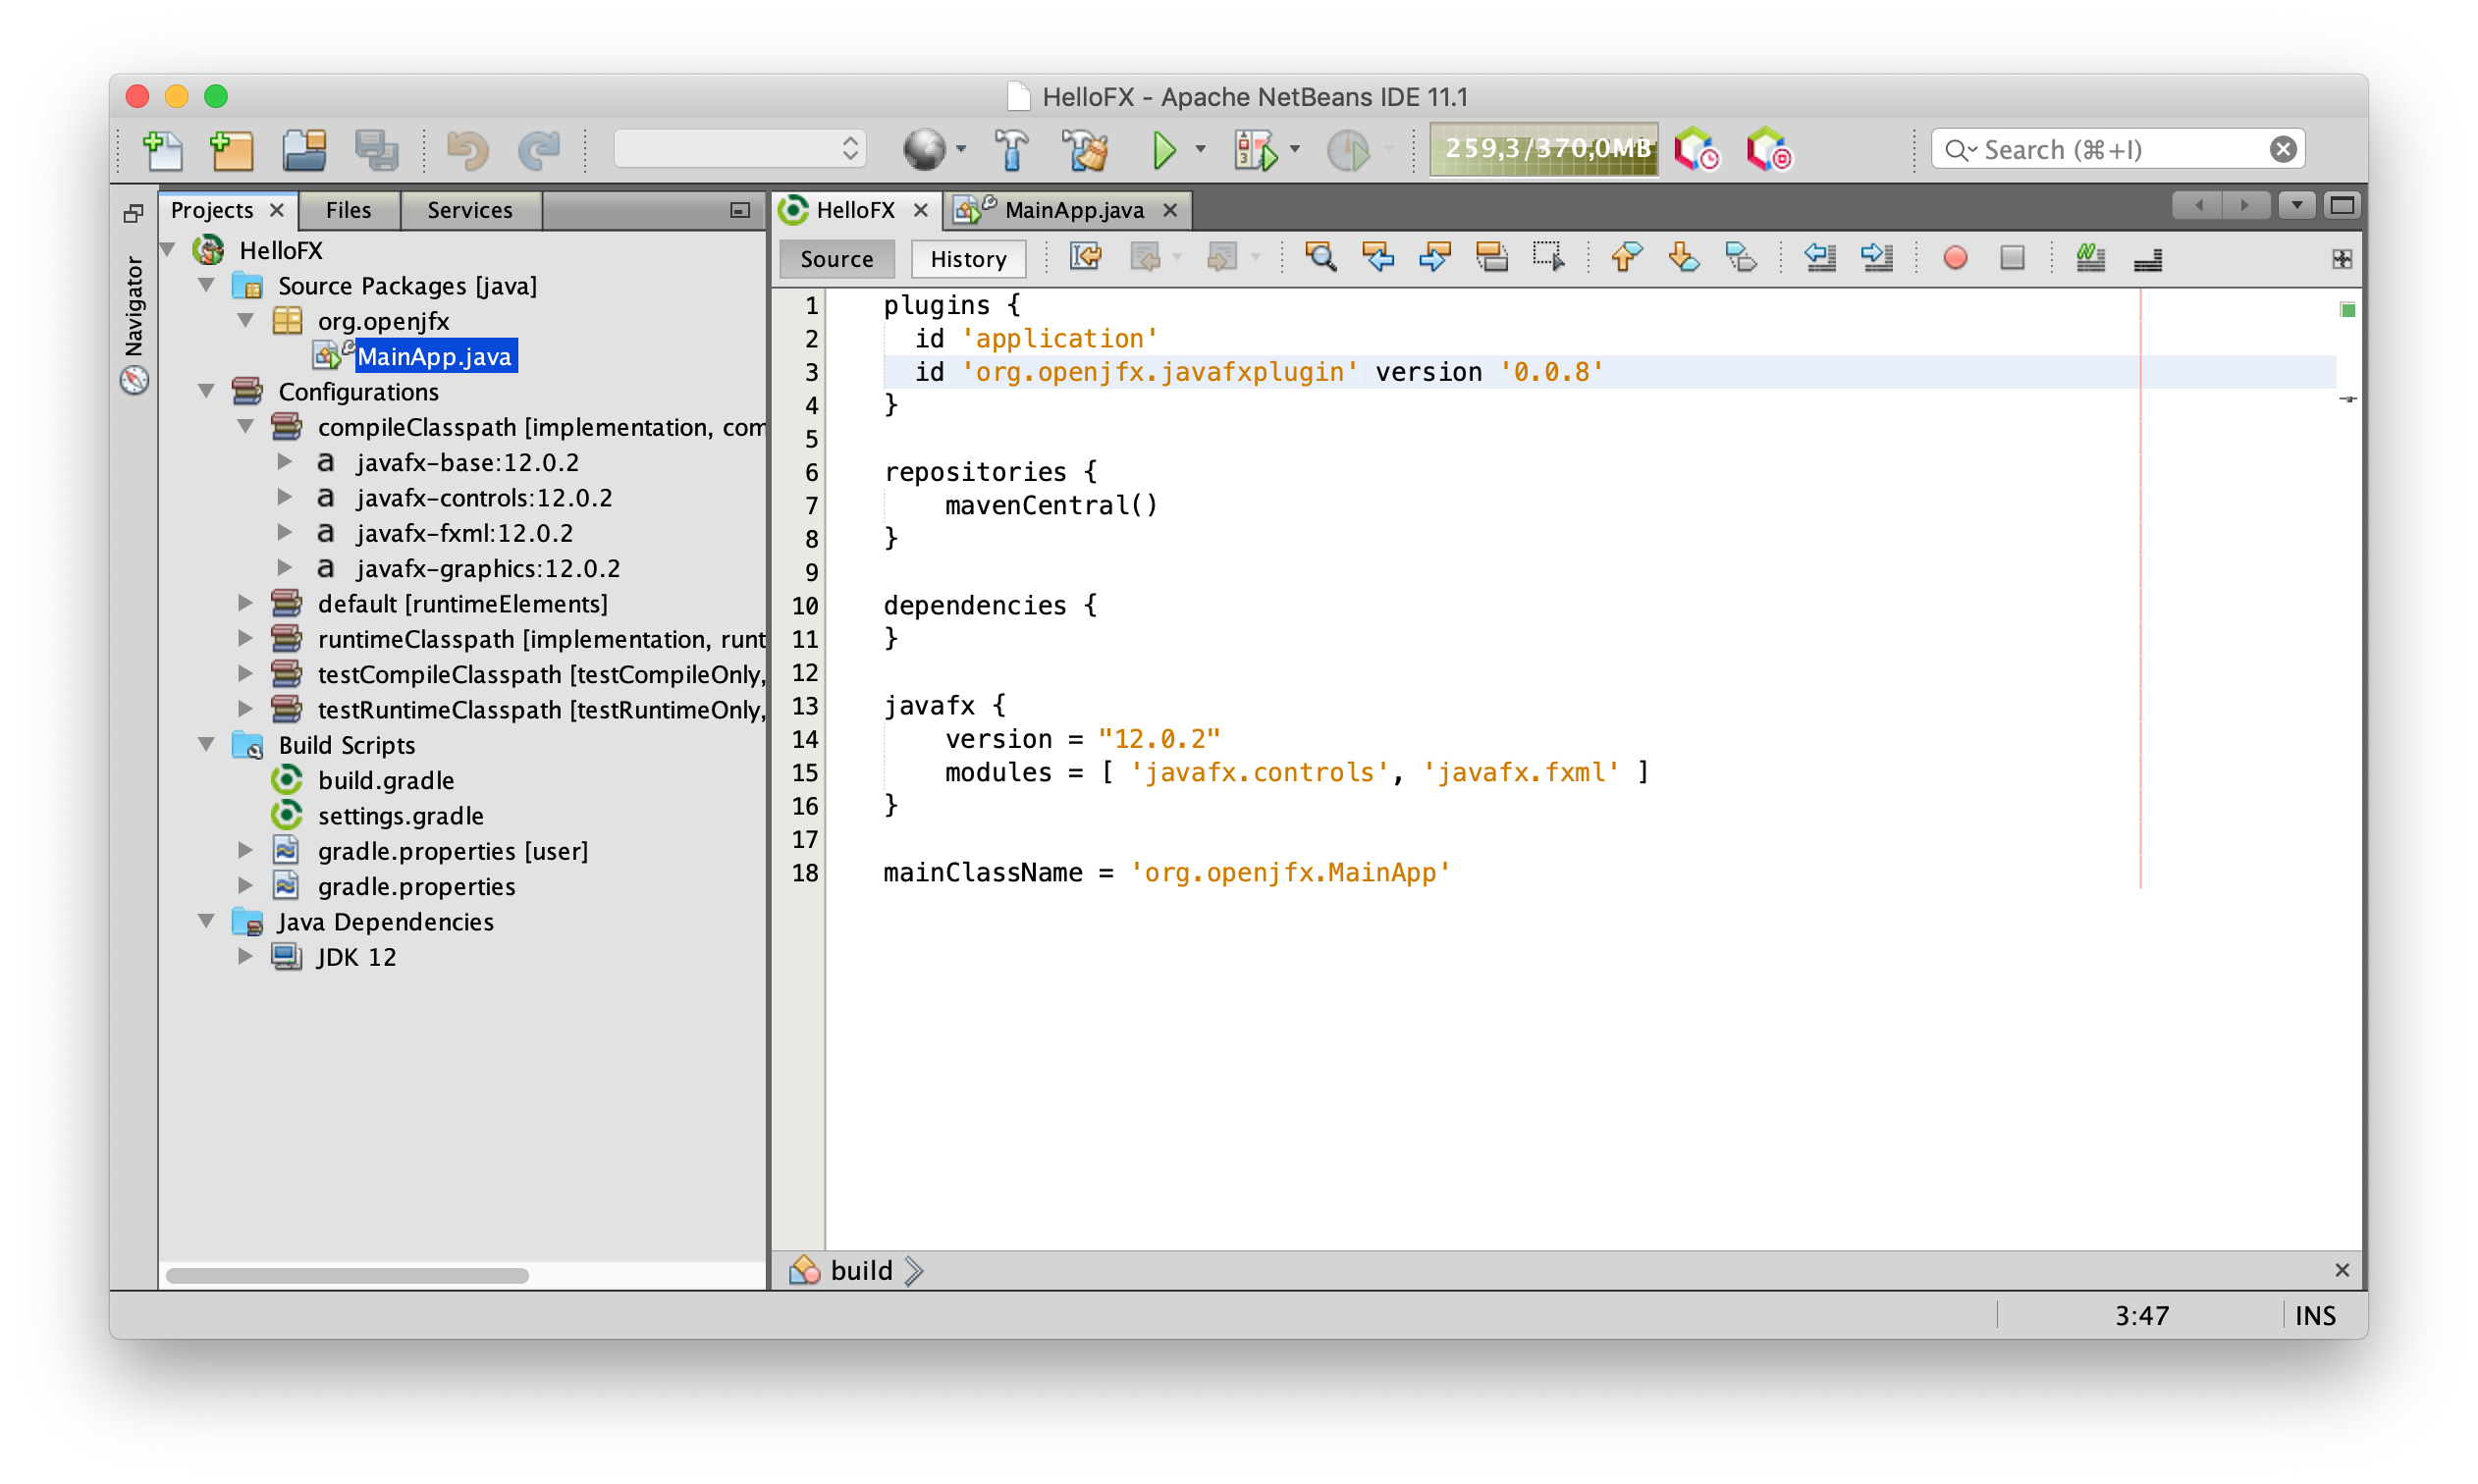 HelloFX - Apache NetBeans IDE 11.1
259,3/370,0MB
Search (⌘+I)
Projects
Files
Services
Navigator
HelloFX
Source Packages [java]
org.openjfx
MainApp.java
Configurations
compileClasspath [implementation, com
a javafx-base:12.0.2
a javafx-controls:12.0.2
a javafx-fxml:12.0.2
a javafx-graphics:12.0.2
default [runtimeElements]
runtimeClasspath [implementation, runt
testCompileClasspath [testCompileOnly,
testRuntimeClasspath [testRuntimeOnly,
Build Scripts
build.gradle
settings.gradle
gradle.properties [user]
gradle.properties
Java Dependencies
JDK 12
HelloFX
MainApp.java
Source
History
1 plugins {
2   id 'application'
3   id 'org.openjfx.javafxplugin' version '0.0.8'
4 }
5
6 repositories {
7     mavenCentral()
8 }
9
10 dependencies {
11 }
12
13 javafx {
14     version = "12.0.2"
15     modules = [ 'javafx.controls', 'javafx.fxml' ]
16 }
17
18 mainClassName = 'org.openjfx.MainApp'
build
3:47
INS